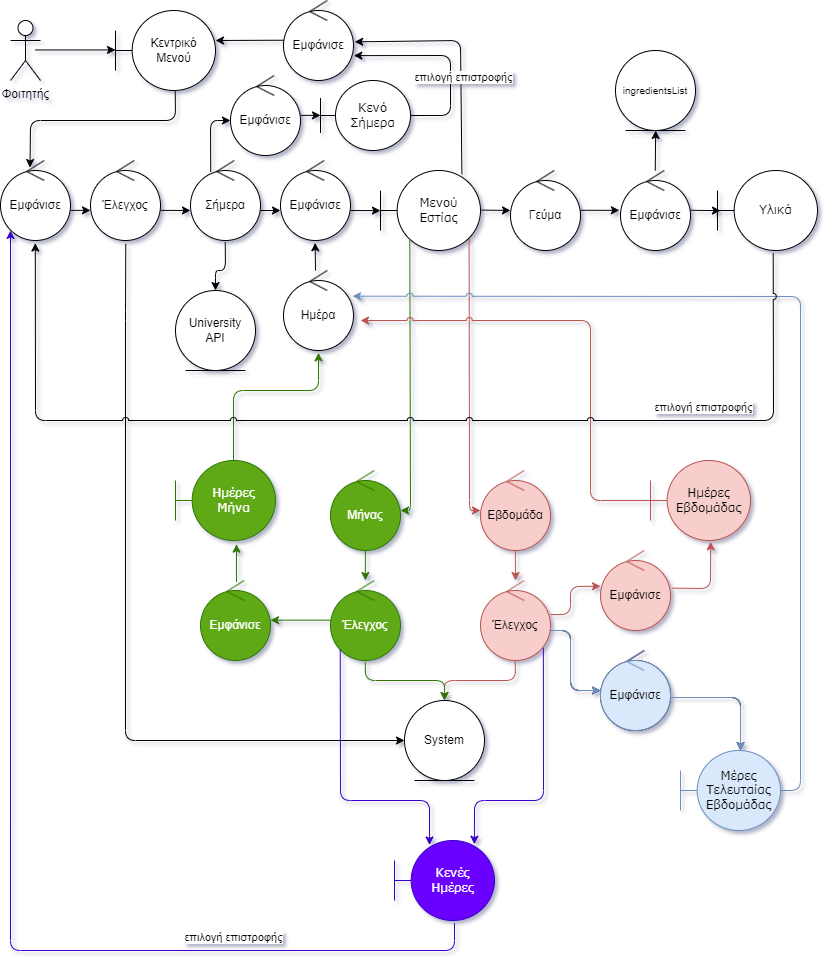 Κεντρικό
Μενού
Εμφάνισε
Φοιτητής
επιλογή επιστροφής
Εμφάνισε
Κενό
Σήμερα
ingredientsList
Εμφάνισε
Έλεγχος
Σήμερα
Εμφάνισε
Μενού
Εστίας
Γεύμα
Εμφάνισε
Υλικά
University
API
Ημέρα
επιλογή επιστροφής
Ημέρες
Μήνα
Μήνας
Εβδομάδα
Ημέρες
Εβδομάδας
Εμφάνισε
Έλεγχος
Έλεγχος
Εμφάνισε
Εμφάνισε
System
Μέρες
Τελευταίας
Εβδομάδας
Κενές
Ημέρες
επιλογή επιστροφής